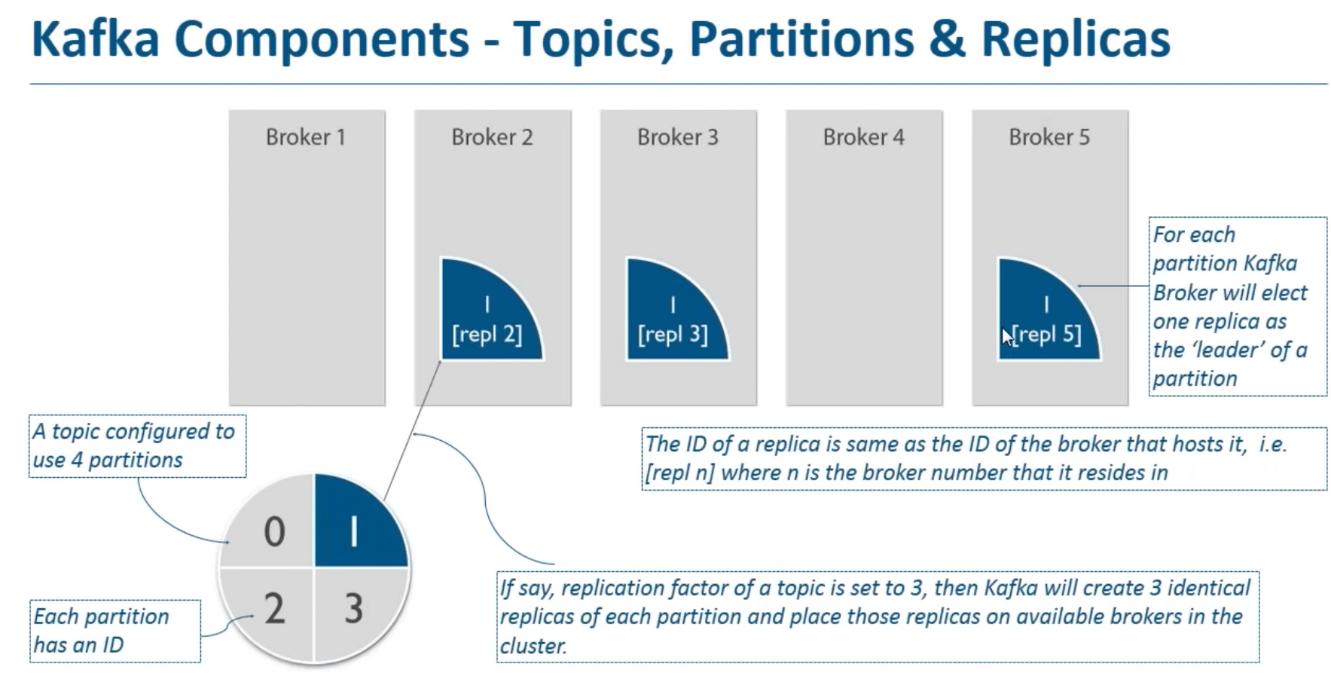 Kafka Components - Topics, Partitions & Replicas
Broker 1
Broker 2
Broker 3
Broker 4
Broker 5
1
[repl 2]
1
[repl 3]
1
[repl 5]
For each
partition Kafka
Broker will elect
one replica as
the ‘leader’ of a
partition
A topic configured to
use 4 partitions
The ID of a replica is same as the ID of the broker that hosts it, i.e.
[repl n] where n is the broker number that it resides in
0
1
2
3
Each partition
has an ID
If say, replication factor of a topic is set to 3, then Kafka will create 3 identical
replicas of each partition and place those replicas on available brokers in the
cluster.